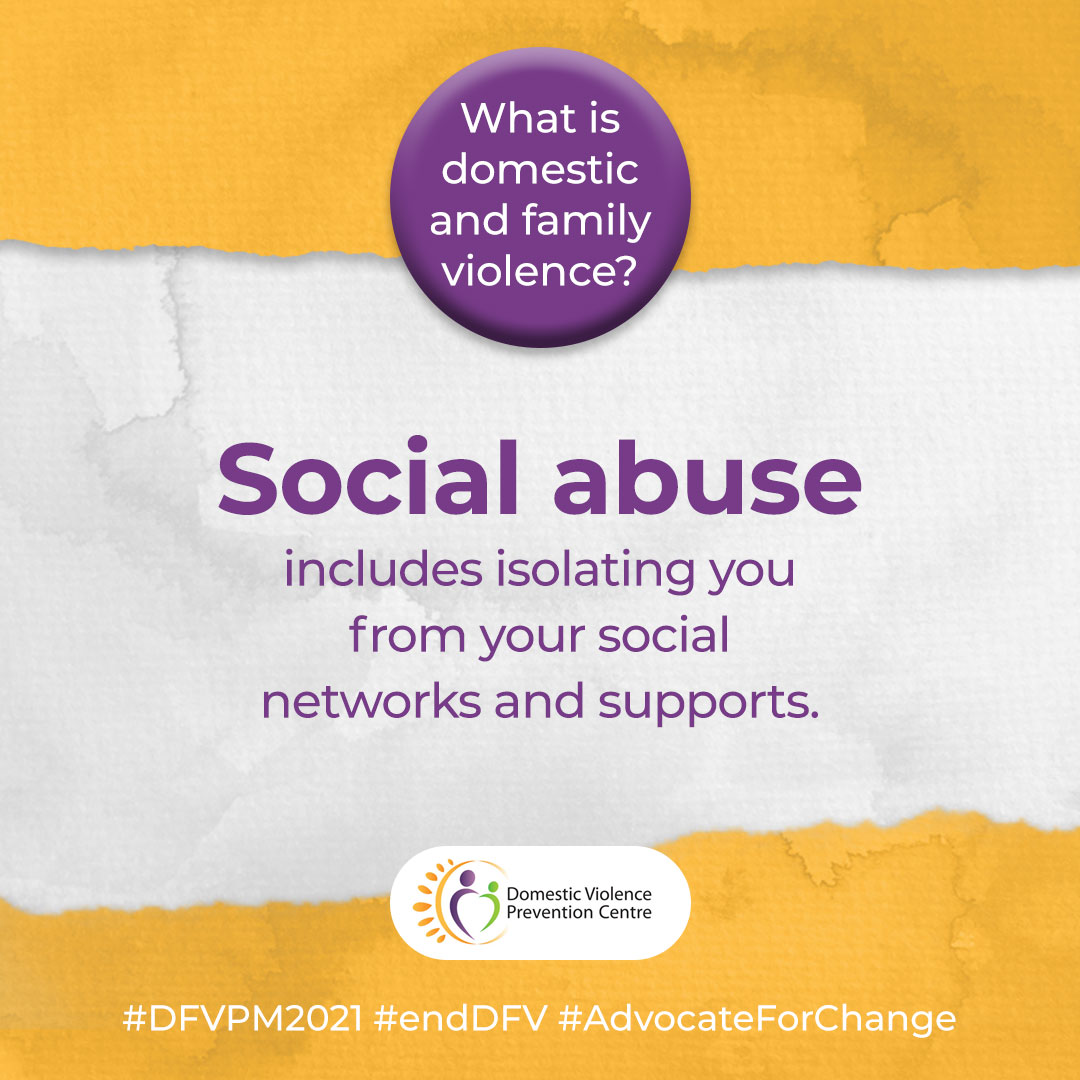 What is
domestic
and family
violence?
Social abuse
includes isolating you
from your social
networks and supports.
Domestic Violence
Prevention Centre
#DFVPM2021 #endDFV #AdvocateForChange